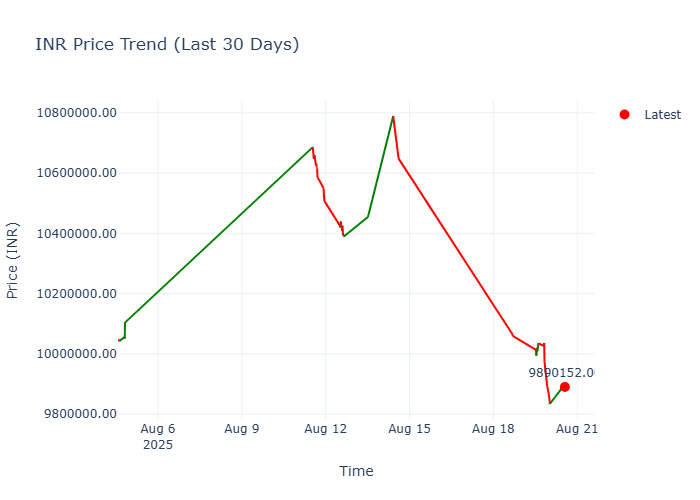 INR Price Trend (Last 30 Days)
Latest
10800000.00
10600000.00
10400000.00
10200000.00
10000000.00
9800000.00
Price (INR)
9890152.0
Aug 6
2025
Aug 9
Aug 12
Aug 15
Aug 18
Aug 21
Time